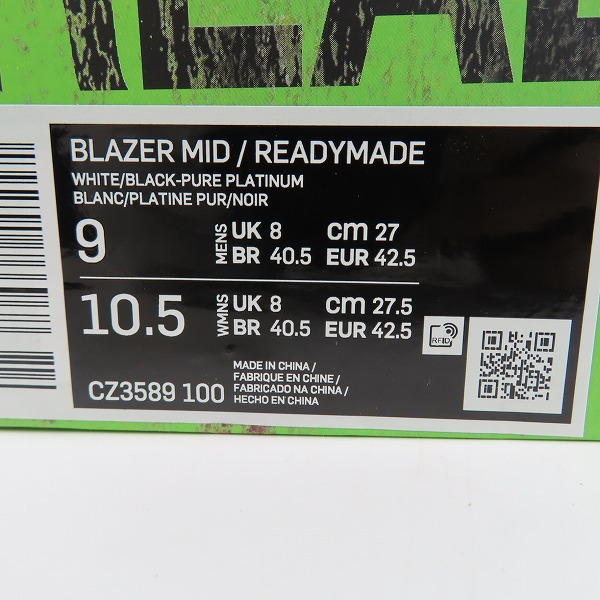 BLAZER MID / READYMADE
WHITE/BLACK-PURE PLATINUM
BLANC/PLATINE PUR/NOIR
9 MENS UK 8 cm 27
BR 40.5 EUR 42.5
10.5 WMNS UK 8 cm 27.5
BR 40.5 EUR 42.5
RFID
CZ3589 100
MADE IN CHINA /
FABRIQUE EN CHINE /
FABRICADO NA CHINA /
HECHO EN CHINA